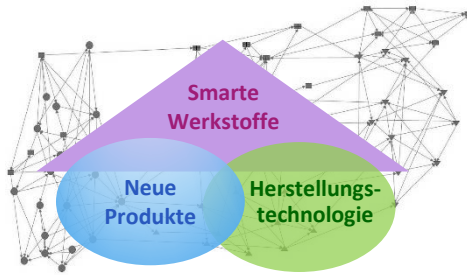 Smarte
Werkstoffe
Neue
Produkte
Herstellungs-
technologie